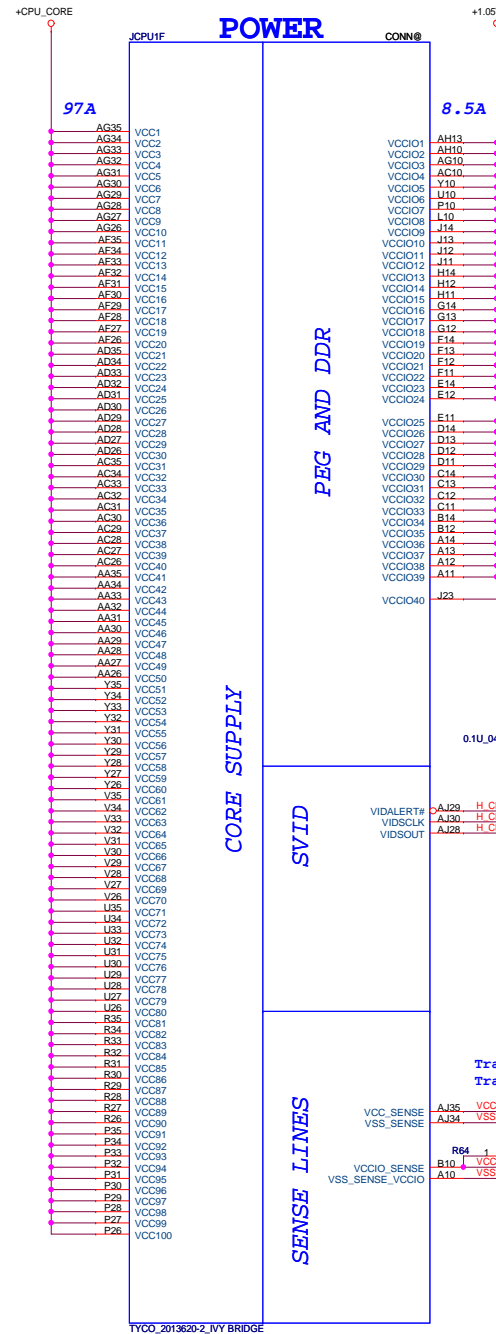 +CPU_CORE
+1.05
JCPU1F
POWER
CONN@
97A
8.5A
AG35 VCC1
AG34 VCC2
AG33 VCC3
AG32 VCC4
AG31 VCC5
AG30 VCC6
AG29 VCC7
AG28 VCC8
AG27 VCC9
AG26 VCC10
AF35 VCC11
AF34 VCC12
AF33 VCC13
AF32 VCC14
AF31 VCC15
AF30 VCC16
AF29 VCC17
AF28 VCC18
AF27 VCC19
AF26 VCC20
AD35 VCC21
AD34 VCC22
AD33 VCC23
AD32 VCC24
AD31 VCC25
AD30 VCC26
AD29 VCC27
AD28 VCC28
AD27 VCC29
AD26 VCC30
AC35 VCC31
AC34 VCC32
AC33 VCC33
AC32 VCC34
AC31 VCC35
AC30 VCC36
AC29 VCC37
AC28 VCC38
AC27 VCC39
AC26 VCC40
AA35 VCC41
AA34 VCC42
AA33 VCC43
AA32 VCC44
AA31 VCC45
AA30 VCC46
AA29 VCC47
AA28 VCC48
AA27 VCC49
AA26 VCC50
Y35 VCC51
Y34 VCC52
Y33 VCC53
Y32 VCC54
Y31 VCC55
Y30 VCC56
Y29 VCC57
Y28 VCC58
Y27 VCC59
Y26 VCC60
V35 VCC61
V34 VCC62
V33 VCC63
V32 VCC64
V31 VCC65
V30 VCC66
V29 VCC67
V28 VCC68
V27 VCC69
V26 VCC70
U35 VCC71
U34 VCC72
U33 VCC73
U32 VCC74
U31 VCC75
U30 VCC76
U29 VCC77
U28 VCC78
U27 VCC79
U26 VCC80
R35 VCC81
R34 VCC82
R33 VCC83
R32 VCC84
R31 VCC85
R30 VCC86
R29 VCC87
R28 VCC88
R27 VCC89
R26 VCC90
P35 VCC91
P34 VCC92
P33 VCC93
P32 VCC94
P31 VCC95
P30 VCC96
P29 VCC97
P28 VCC98
P27 VCC99
P26 VCC100
CORE SUPPLY
PEG AND DDR
VCCIO1 AH13
VCCIO2 AH10
VCCIO3 AG10
VCCIO4 AC10
VCCIO5 Y10
VCCIO6 U10
VCCIO7 P10
VCCIO8 L10
VCCIO9 J14
VCCIO10 J13
VCCIO11 J12
VCCIO12 J11
VCCIO13 H14
VCCIO14 H12
VCCIO15 H11
VCCIO16 G14
VCCIO17 G13
VCCIO18 G12
VCCIO19 F14
VCCIO20 F13
VCCIO21 F12
VCCIO22 F11
VCCIO23 E14
VCCIO24 E12
VCCIO25 E11
VCCIO26 D14
VCCIO27 D13
VCCIO28 D12
VCCIO29 D11
VCCIO30 C14
VCCIO31 C13
VCCIO32 C12
VCCIO33 C11
VCCIO34 B14
VCCIO35 B12
VCCIO36 A14
VCCIO37 A13
VCCIO38 A12
VCCIO39 A11
VCCIO40 J23
0.1U_04
SVID
VIDALERT# AJ29
VIDSCLK AJ30
VIDSOUT AJ28
SENSE LINES
Tra
Tra
VCC_SENSE AJ35 VCC
VSS_SENSE AJ34 VSS
R64 1
VCCIO_SENSE B10 VCC
VSS_SENSE_VCCIO A10 VSS
TYCO_2013620-2_IVY BRIDGE